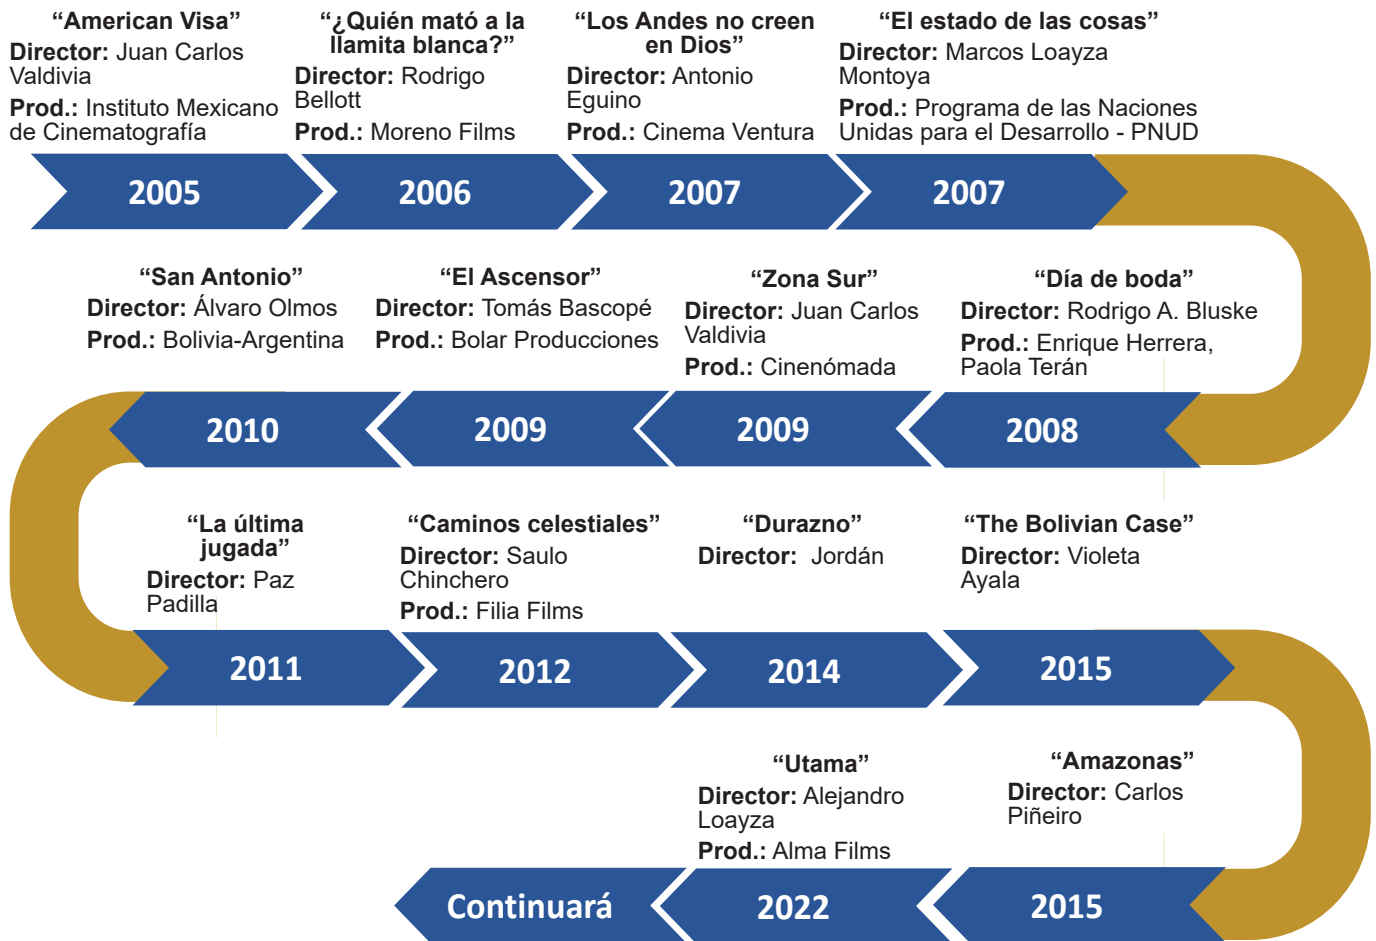 “American Visa”
Director: Juan Carlos
Valdivia
Prod.: Instituto Mexicano
de Cinematografía
“¿Quién mató a la
llamita blanca?”
Director: Rodrigo
Bellott
Prod.: Moreno Films
“Los Andes no creen
en Dios”
Director: Antonio
Eguino
Prod.: Cinema Ventura
“El estado de las cosas”
Director: Marcos Loayza
Montoya
Prod.: Programa de las Naciones
Unidas para el Desarrollo - PNUD
2005
2006
2007
2007
“Día de boda”
Director: Rodrigo A. Bluske
Prod.: Enrique Herrera,
Paola Terán
“Zona Sur”
Director: Juan Carlos
Valdivia
Prod.: Cinenómada
“El Ascensor”
Director: Tomás Bascopé
Prod.: Bolar Producciones
“San Antonio”
Director: Álvaro Olmos
Prod.: Bolivia-Argentina
2008
2009
2009
2010
“La última
jugada”
Director: Paz
Padilla
“Caminos celestiales”
Director: Saulo
Chinchero
Prod.: Filia Films
“Durazno”
Director: Jordán
“The Bolivian Case”
Director: Violeta
Ayala
2011
2012
2014
2015
“Amazonas”
Director: Carlos
Piñeiro
“Utama”
Director: Alejandro
Loayza
Prod.: Alma Films
2015
2022
Continuará